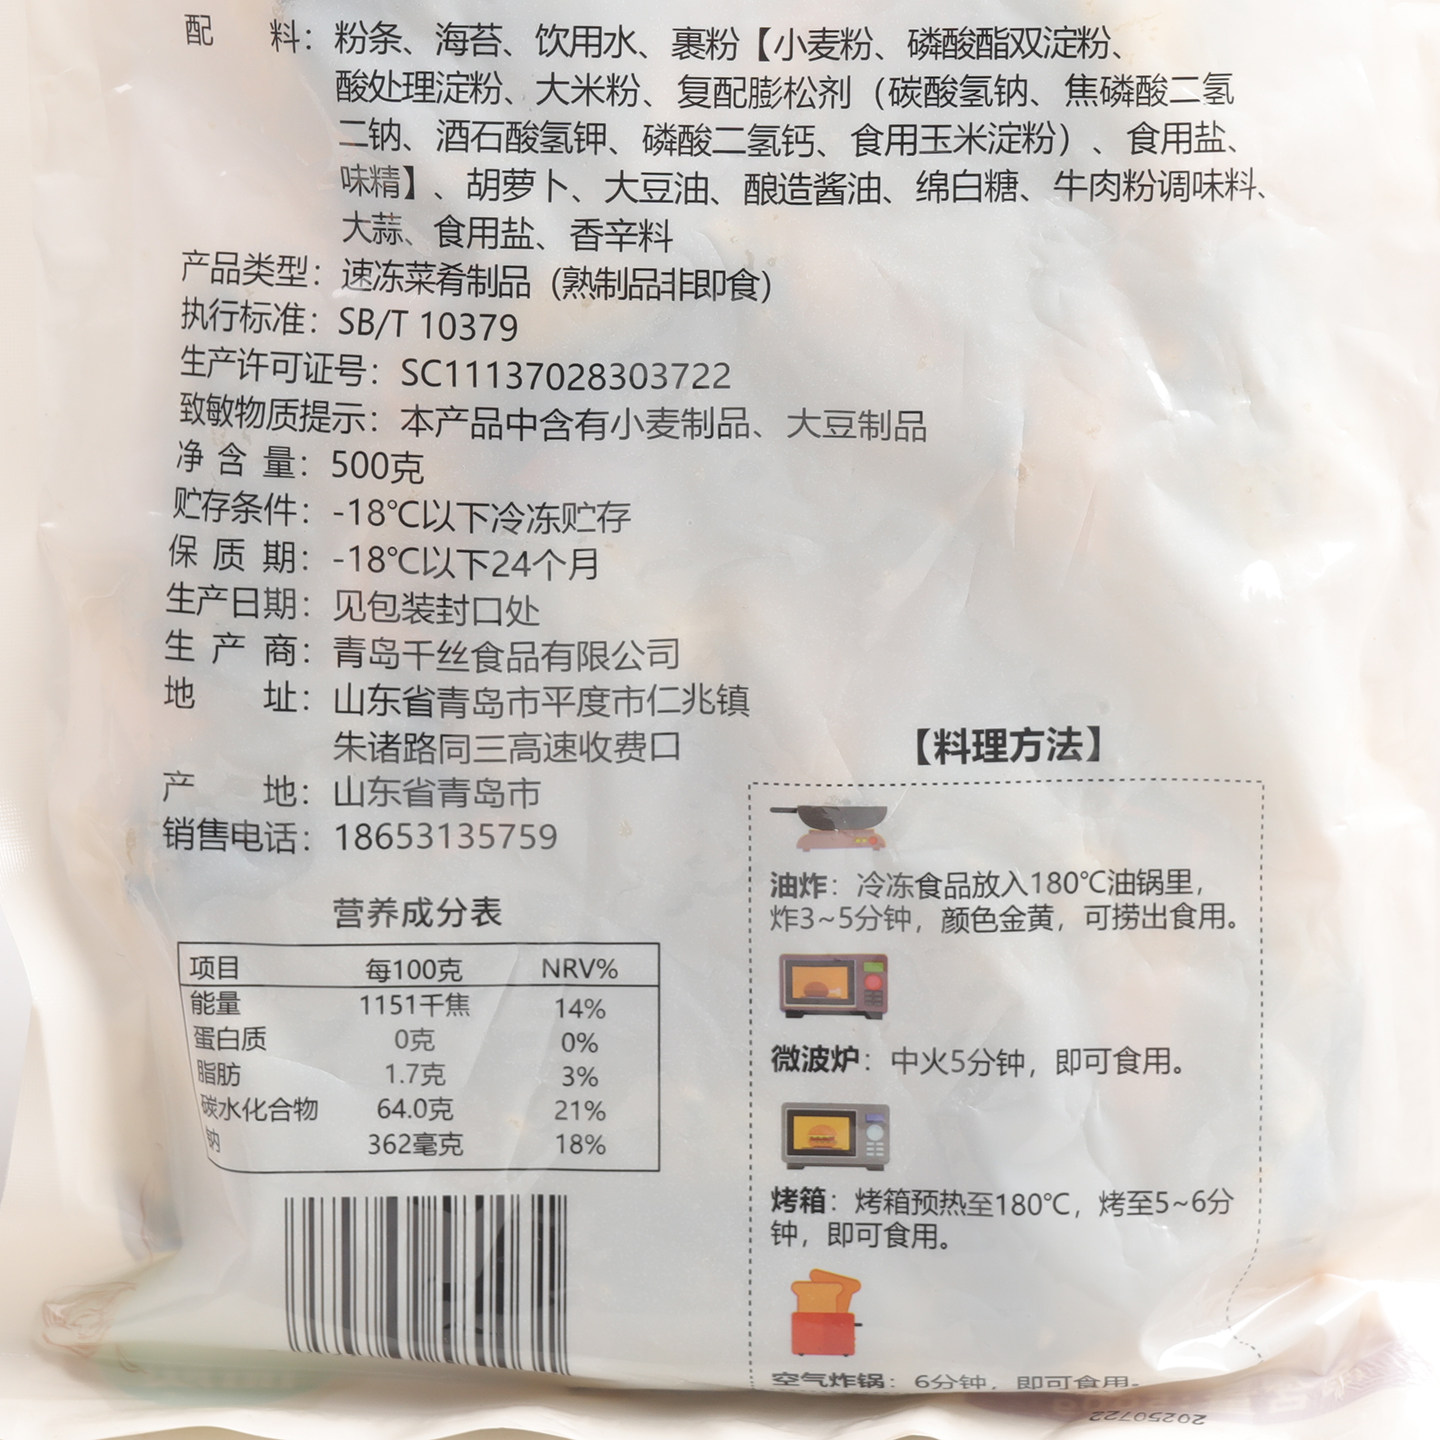 配 料：粉条、海苔、饮用水、裹粉【小麦粉、磷酸酯双淀粉、
酸处理淀粉、大米粉、复配膨松剂（碳酸氢钠、焦磷酸二氢
二钠、酒石酸氢钾、磷酸二氢钙、食用玉米淀粉）、食用盐、
味精】、胡萝卜、大豆油、酿造酱油、绵白糖、牛肉粉调味料、
大蒜、食用盐、香辛料
产品类型：速冻菜肴制品（熟制品非即食）
执行标准：SB/T 10379
生产许可证号：SC11137028303722
致敏物质提示：本产品中含有小麦制品、大豆制品
净 含 量：500克
贮存条件：-18℃以下冷冻贮存
保 质 期：-18℃以下24个月
生产日期：见包装封口处
生 产 商：青岛千丝食品有限公司
地 址：山东省青岛市平度市仁兆镇
朱诸路同三高速收费口
产 地：山东省青岛市
销售电话：18653135759
营养成分表
项目 每100克 NRV%
能量 1151千焦 14%
蛋白质 0克 0%
脂肪 1.7克 3%
碳水化合物 64.0克 21%
钠 362毫克 18%
【料理方法】
油炸：冷冻食品放入180℃油锅里，
炸3~5分钟，颜色金黄，可捞出食用。
微波炉：中火5分钟，即可食用。
烤箱：烤箱预热至180℃，烤至5~6分
钟，即可食用。
空气炸锅：6分钟，即可食用。
20250722